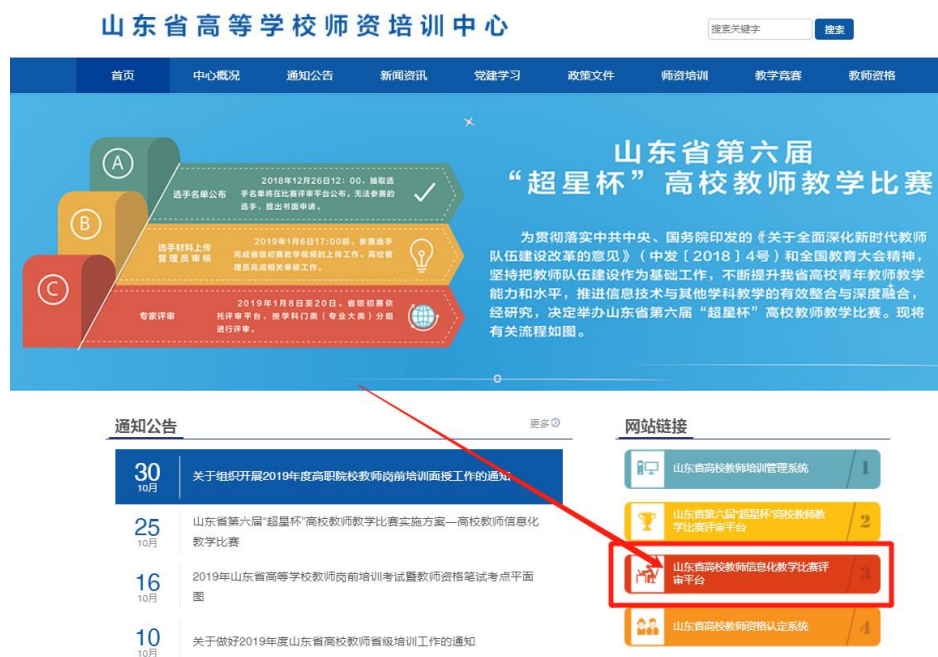 山东省高等学校师资培训中心
搜索关键字
搜索
首页
中心概况
通知公告
新闻资讯
党建学习
政策文件
师资培训
教学竞赛
教师资格
A
选手名单公布
2018年12月26日12：00，抽取选
手名单将在比赛评审平台公布。无法参赛的
选手，提出书面申请。
B
选手材料上传
管理员审核
2019年1月6日17:00前，参赛选手
完成省级初赛教学视频的上传工作。高校管
理员完成相关审核工作。
C
专家评审
2019年1月8日至20日。省级初赛依
托评审平台，按学科门类（专业大类）分组
进行评审。
山东省第六届
“超星杯”高校教师教学比赛
为贯彻落实中共中央、国务院印发的《关于全面深化新时代教师
队伍建设改革的意见》（中发［2018］4号）和全国教育大会精神，
坚持把教师队伍建设作为基础工作，不断提升我省高校青年教师教学
能力和水平，推进信息技术与其他学科教学的有效整合与深度融合，
经研究，决定举办山东省第六届“超星杯”高校教师教学比赛。现将
有关流程如图。
通知公告
更多
30
10月
关于组织开展2019年度高职院校教师岗前培训面授工作的通知
25
10月
山东省第六届“超星杯”高校教师教学比赛实施方案—高校教师信息化
教学比赛
16
10月
2019年山东省高等学校教师岗前培训考试暨教师资格笔试考点平面
图
10
10月
关于做好2019年度山东省高校教师省级培训工作的通知
网站链接
山东省高校教师培训管理系统
1
山东省第六届“超星杯”高校教师教
学比赛评审平台
2
山东省高校教师信息化教学比赛评
审平台
3
山东省高校教师资格认定系统
4